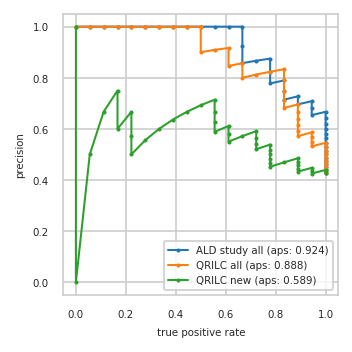 1.0
0.8
0.6
0.4
0.2
0.0
precision
0.0 0.2 0.4 0.6 0.8 1.0
true positive rate
ALD study all (aps: 0.924)
QRILC all (aps: 0.888)
QRILC new (aps: 0.589)